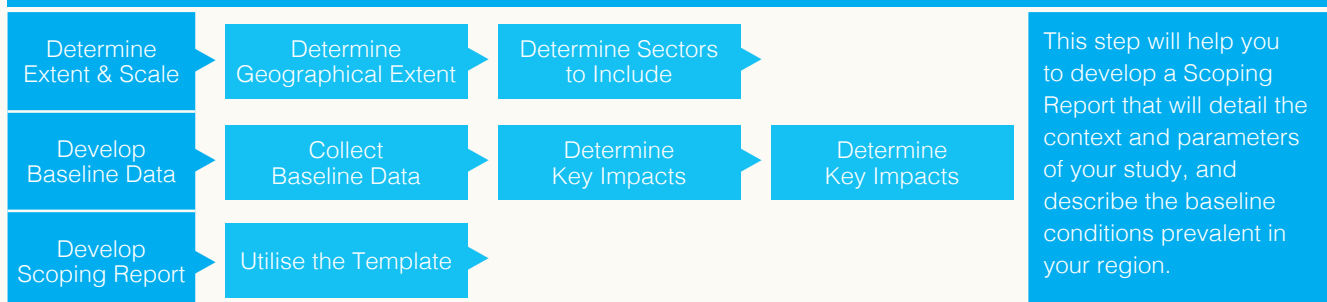 Determine
Extent & Scale
Determine
Geographical Extent
Determine Sectors
to Include
Develop
Baseline Data
Collect
Baseline Data
Determine
Key Impacts
Determine
Key Impacts
Develop
Scoping Report
Utilise the Template
This step will help you
to develop a Scoping
Report that will detail the
context and parameters
of your study, and
describe the baseline
conditions prevalent in
your region.